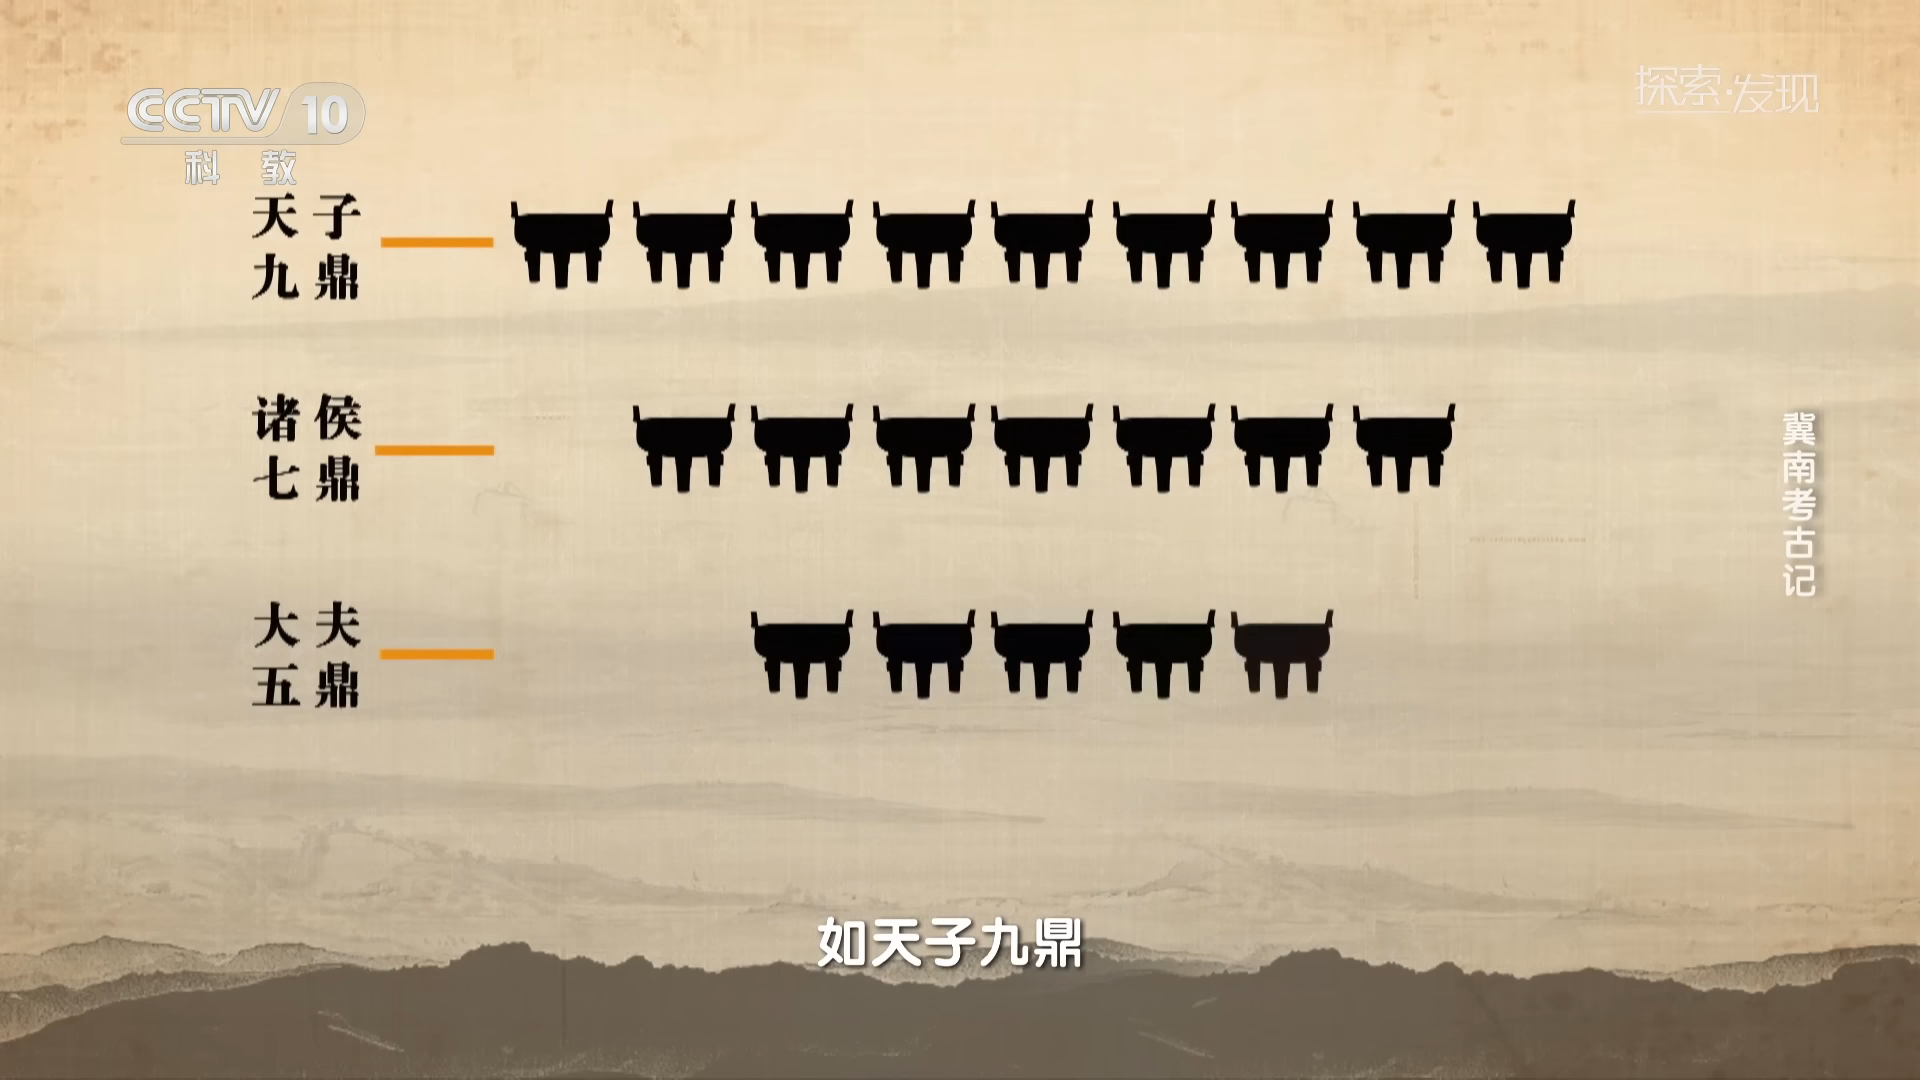 CCTV 10
科 教
探索·发现
天子
九鼎
诸侯
七鼎
大夫
五鼎
冀南考古记
如天子九鼎